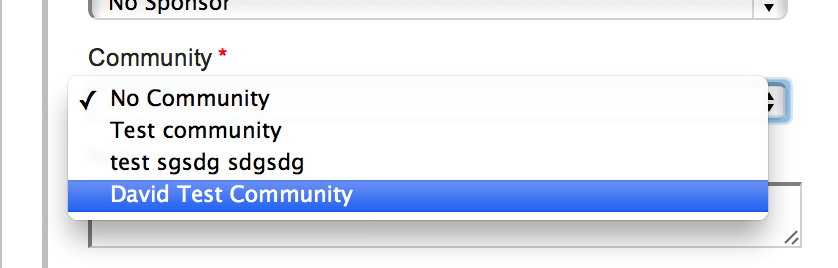 No Sponsor
Community *
No Community
Test community
test sgsdg sdgsdg
David Test Community